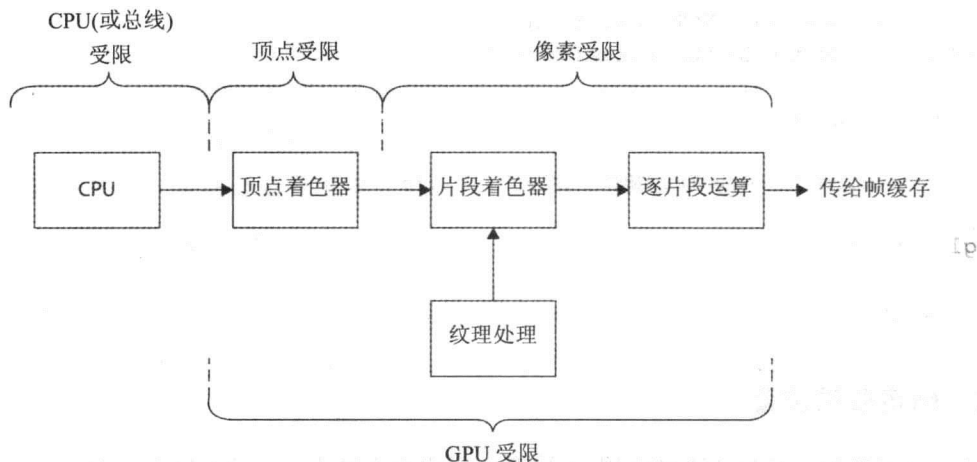 CPU(或总线)
受限
顶点受限
像素受限
CPU
顶点着色器
片段着色器
逐片段运算
传给帧缓存
纹理处理
GPU 受限